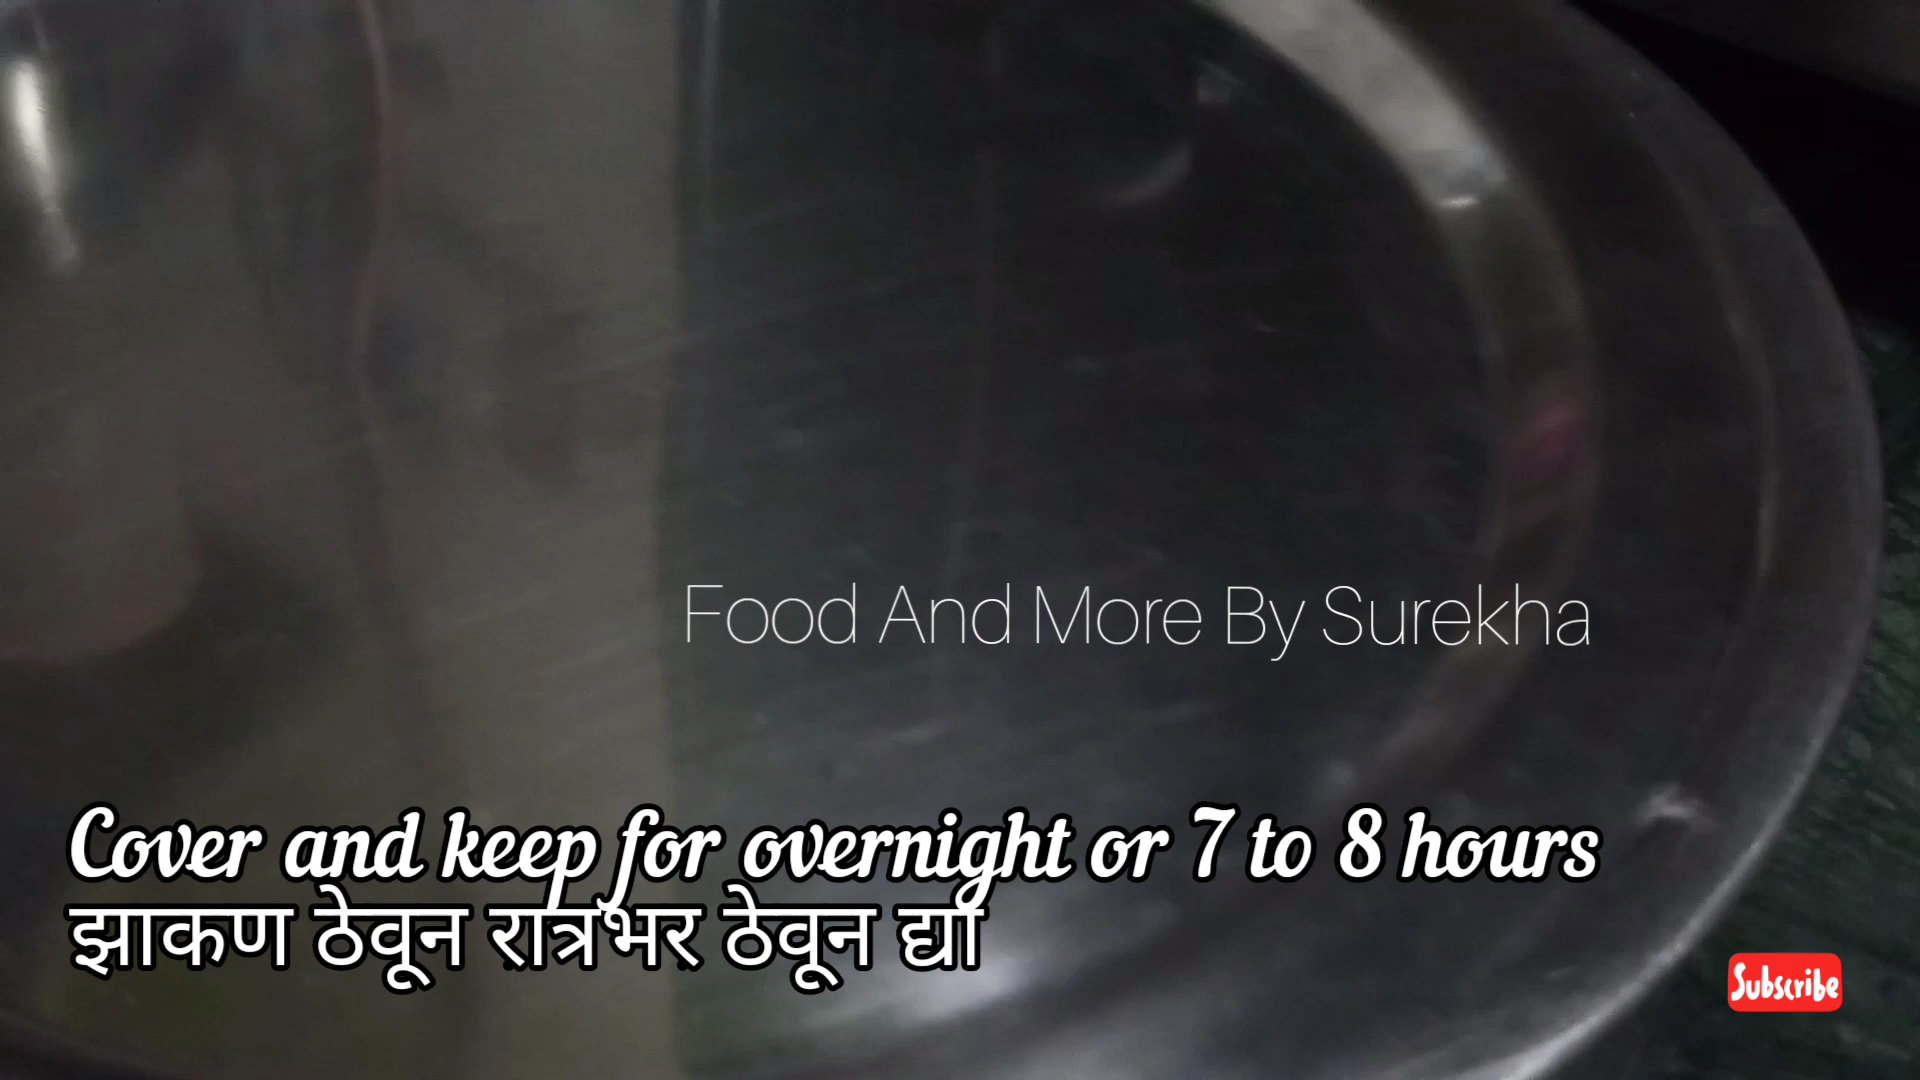 Food And More By Surekha
Cover and keep for overnight or 7 to 8 hours
झाकण ठेवून रात्रभर ठेवून द्या
Subscribe